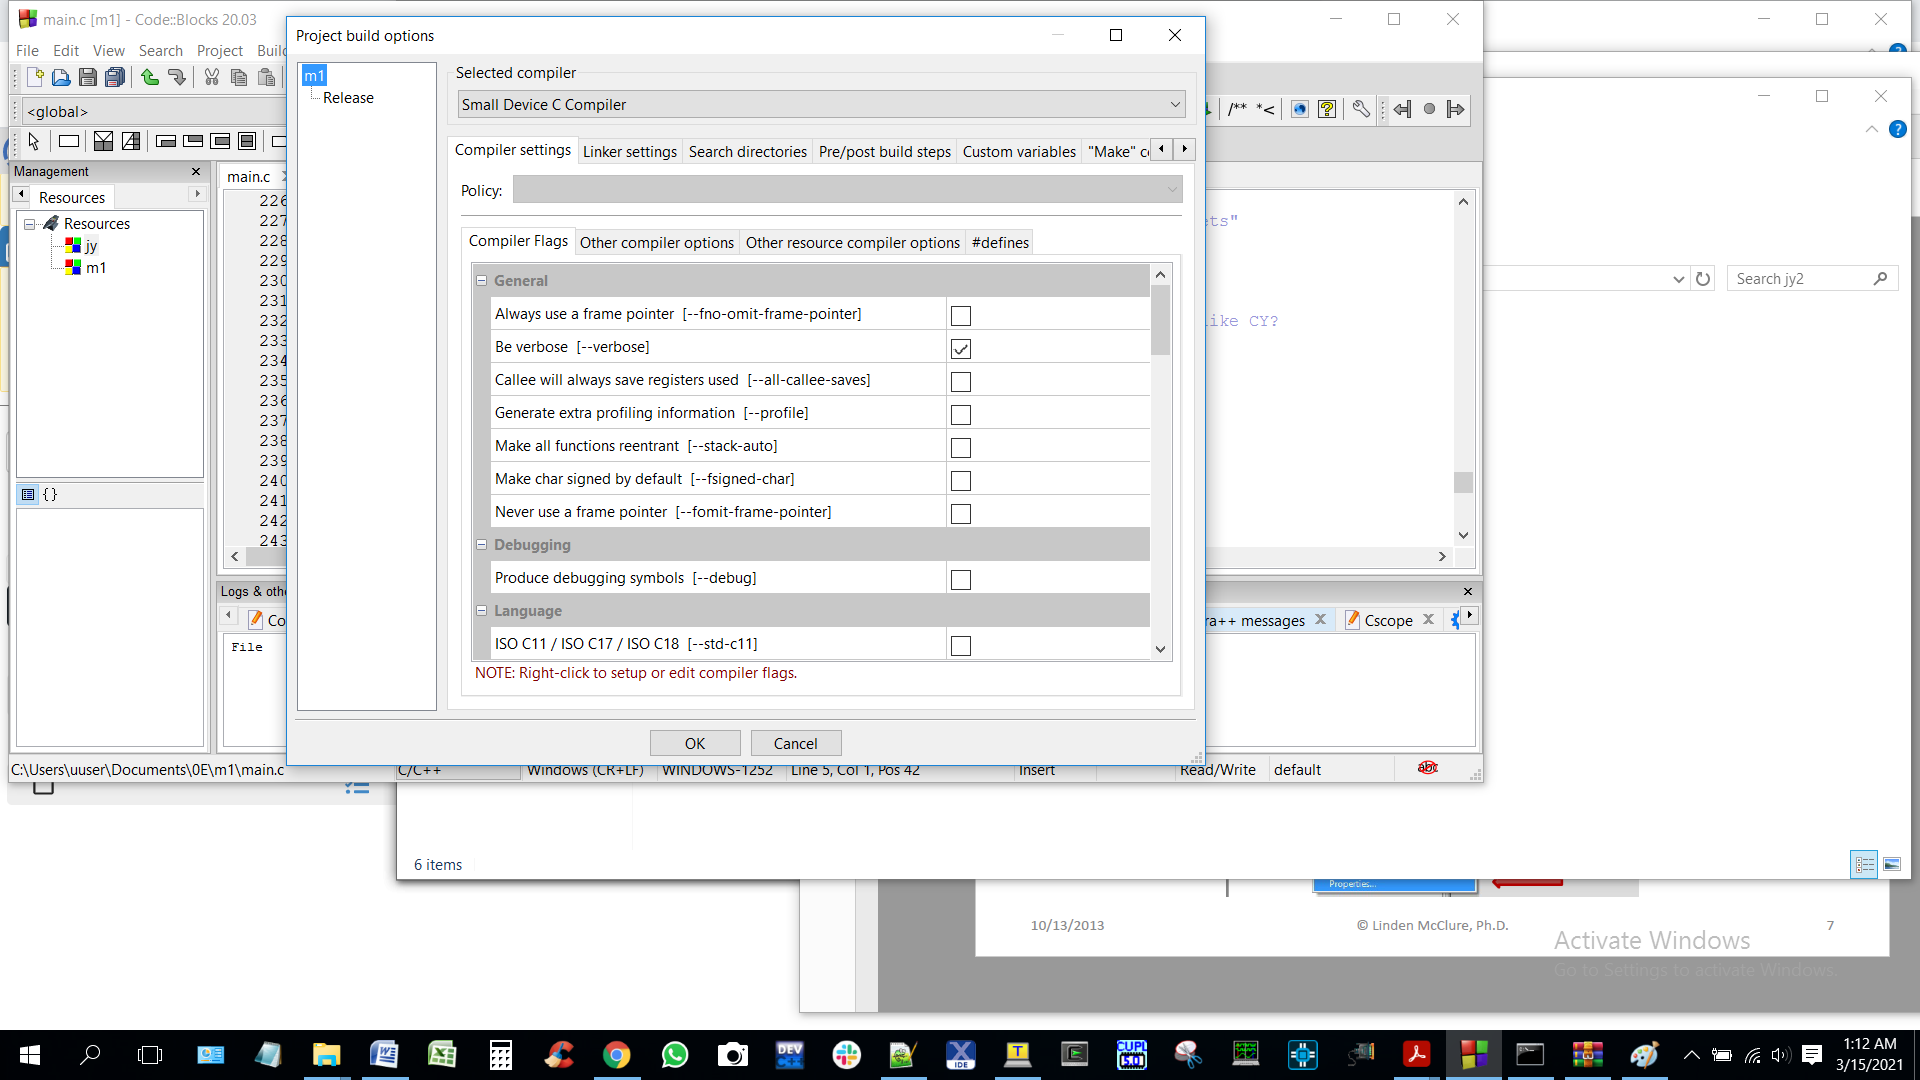 main.c [m1] - Code::Blocks 20.03
File Edit View Search Project
<global>
Management
Resources
Resources
jy
m1
main.c
226
227
228
229
230
231
232
233
234
235
236
237
238
239
240
241
242
243
Project build options
m1
Release
Selected compiler
Small Device C Compiler
Compiler settings Linker settings Search directories Pre/post build steps Custom variables "Make"
Policy:
Compiler Flags Other compiler options Other resource compiler options #defines
General
Always use a frame pointer [--fno-omit-frame-pointer]
Be verbose [--verbose]
Callee will always save registers used [--all-callee-saves]
Generate extra profiling information [--profile]
Make all functions reentrant [--stack-auto]
Make char signed by default [--fsigned-char]
Never use a frame pointer [--fomit-frame-pointer]
Debugging
Produce debugging symbols [--debug]
Language
ISO C11 / ISO C17 / ISO C18 [--std-c11]
NOTE: Right-click to setup or edit compiler flags.
OK Cancel
/** *<
ets"
like CY?
Search jy2
Logs & othe
Co
File
ra++ messages Cscope
C:\Users\uuser\Documents\0E\m1\main.c C/C++ Windows (CR+LF) WINDOWS-1252 Line 5, Col 1, Pos 42 Insert Read/Write default
abc
6 items
Properties...
10/13/2013 © Linden McClure, Ph.D. 7
Activate Windows
Go to Settings to activate Windows.
DEV
IDE
CUPL
5.0
1:12 AM
3/15/2021